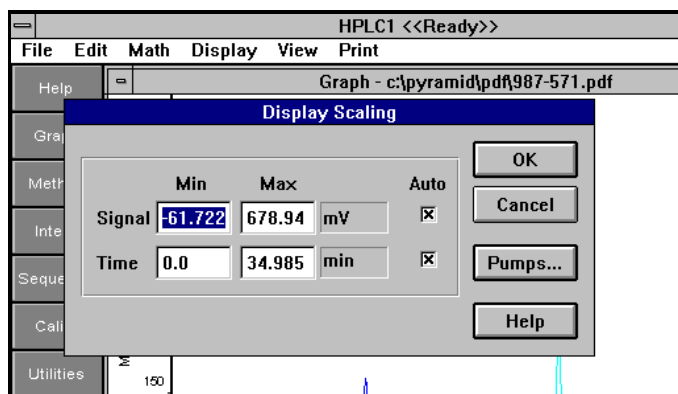 HPLC1 <<Ready>>
File Edit Math Display View Print
Help
Graph - c:\pyramid\pdf\987-571.pdf
Display Scaling
Min Max Auto
Signal -61.722 678.94 mV
Time 0.0 34.985 min
OK
Cancel
Pumps...
Help
Gra
Meth
Inte
Seque
Cali
Utilities
M
150